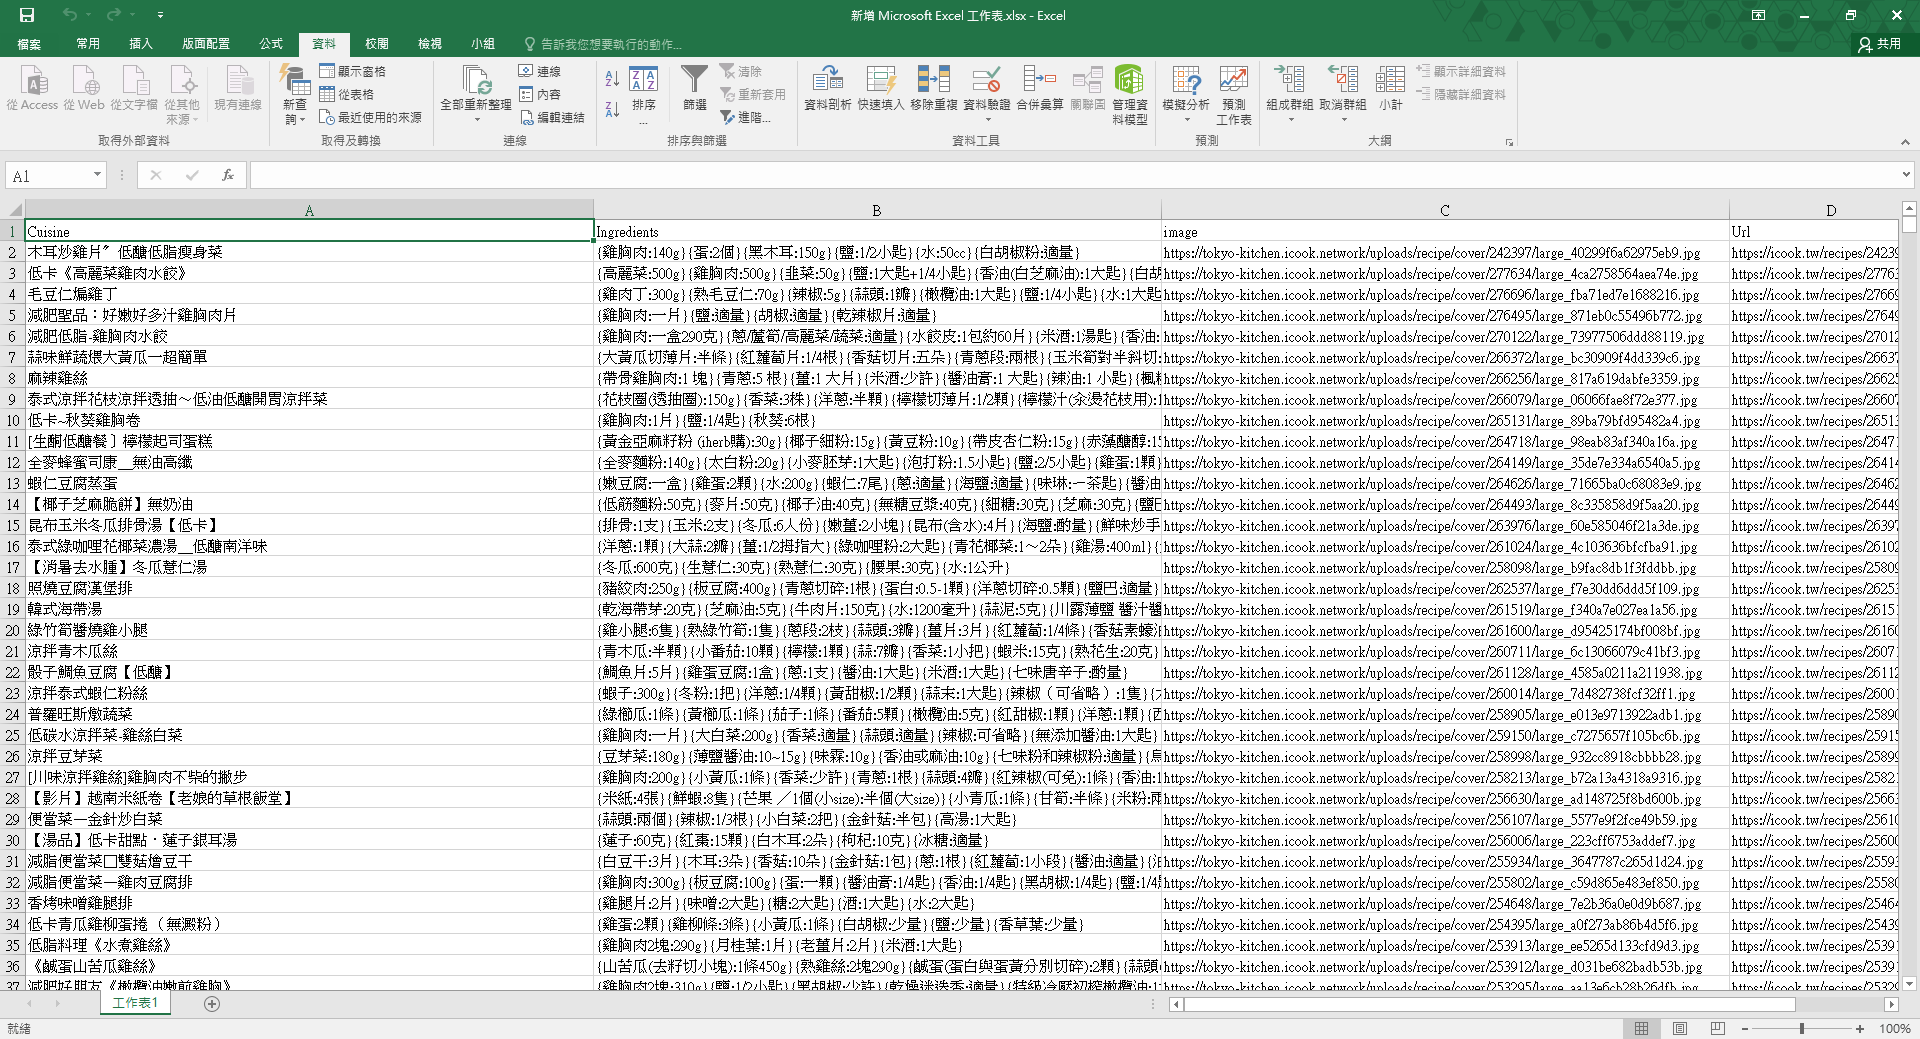 新增 Microsoft Excel 工作表.xlsx - Excel
檔案 常用 插入 版面配置 公式 資料 校閱 檢視 小組 告訴我您想要執行的動作... 共用
從 Access 從 Web 從文字檔 從其他來源 現有連線 新查詢 顯示窗格 從表格 最近使用的來源 全部重新整理 連線 內容 編輯連結 排序... 篩選 清除 重新套用 進階... 資料剖析 快速填入 移除重複 資料驗證 合併彙算 關聯圖 管理資料模型 模擬分析 預測工作表 組成群組 取消群組 小計 顯示詳細資料 隱藏詳細資料
取得外部資料 取得及轉換 連線 排序與篩選 資料工具 預測 大綱
A1 fx
A B C D
1 Cuisine Ingredients image Url
2 木耳炒雞片〞低醣低脂瘦身菜 {雞胸肉:140g}{蛋:2個}{黑木耳:150g}{鹽:1/2小匙}{水:50cc}{白胡椒粉:適量} https://tokyo-kitchen.icook.network/uploads/recipe/cover/242397/large_40299f6a62975eb9.jpg https://icook.tw/recipes/24239
3 低卡《高麗菜雞肉水餃》 {高麗菜:500g}{雞胸肉:500g}{韭菜:50g}{鹽:1大匙+1/4小匙}{香油(白芝麻油):1大匙}{白胡 https://tokyo-kitchen.icook.network/uploads/recipe/cover/277634/large_4ca2758564aea74e.jpg https://icook.tw/recipes/27763
4 毛豆仁煸雞丁 {雞肉丁:300g}{熟毛豆仁:70g}{辣椒:5g}{蒜頭:1瓣}{橄欖油:1大匙}{鹽:1/4小匙}{水:1大匙 https://tokyo-kitchen.icook.network/uploads/recipe/cover/276696/large_fba71ed7e1688216.jpg https://icook.tw/recipes/27669
5 減肥聖品：好嫩好多汁雞胸肉片 {雞胸肉:一片}{鹽:適量}{胡椒:適量}{乾辣椒片:適量} https://tokyo-kitchen.icook.network/uploads/recipe/cover/276495/large_871eb0c55496b772.jpg https://icook.tw/recipes/27649
6 減肥低脂-雞胸肉水餃 {雞胸肉:一盒290克}{蔥/蘆筍/高麗菜/蔬菜:適量}{水餃皮:1包約60片}{米酒:1湯匙}{香油: https://tokyo-kitchen.icook.network/uploads/recipe/cover/270122/large_73977506ddd88119.jpg https://icook.tw/recipes/27012
7 蒜味鮮蔬煨大黃瓜—超簡單 {大黃瓜切薄片:半條}{紅蘿蔔片:1/4根}{香菇切片:五朵}{青蔥段:兩根}{玉米筍對半斜切: https://tokyo-kitchen.icook.network/uploads/recipe/cover/266372/large_bc30909f4dd339c6.jpg https://icook.tw/recipes/26637
8 麻辣雞絲 {帶骨雞胸肉:1 塊}{青蔥:5 根}{薑:1 大片}{米酒:少許}{醬油膏:1 大匙}{辣油:1 小匙}{楓糖 https://tokyo-kitchen.icook.network/uploads/recipe/cover/266256/large_817a619dabfe3359.jpg https://icook.tw/recipes/26625
9 泰式涼拌花枝涼拌透抽～低油低醣開胃涼拌菜 {花枝圈(透抽圈):150g}{香菜:3株}{洋蔥:半顆}{檸檬切薄片:1/2顆}{檸檬汁(汆燙花枝用):1 https://tokyo-kitchen.icook.network/uploads/recipe/cover/266079/large_06066fae8f72e377.jpg https://icook.tw/recipes/26607
10 低卡~秋葵雞胸卷 {雞胸肉:1片}{鹽:1/4匙}{秋葵:6根} https://tokyo-kitchen.icook.network/uploads/recipe/cover/265131/large_89ba79bfd95482a4.jpg https://icook.tw/recipes/26513
11 [生酮低醣餐〕檸檬起司蛋糕 {黃金亞麻籽粉 (iherb購):30g}{椰子細粉:15g}{黃豆粉:10g}{帶皮杏仁粉:15g}{赤藻醣醇:15 https://tokyo-kitchen.icook.network/uploads/recipe/cover/264718/large_98eab83af340a16a.jpg https://icook.tw/recipes/26471
12 全麥蜂蜜司康__無油高纖 {全麥麵粉:140g}{太白粉:20g}{小麥胚芽:1大匙}{泡打粉:1.5小匙}{鹽:2/5小匙}{雞蛋:1顆} https://tokyo-kitchen.icook.network/uploads/recipe/cover/264149/large_35de7e334a6540a5.jpg https://icook.tw/recipes/26414
13 蝦仁豆腐蒸蛋 {嫩豆腐:一盒}{雞蛋:2顆}{水:200g}{蝦仁:7尾}{蔥:適量}{海鹽:適量}{味琳:一茶匙}{醬油 https://tokyo-kitchen.icook.network/uploads/recipe/cover/264626/large_71665ba0c68083e9.jpg https://icook.tw/recipes/26462
14 【椰子芝麻脆餅】無奶油 {低筋麵粉:50克}{麥片:50克}{椰子油:40克}{無糖豆漿:40克}{細糖:30克}{芝麻:30克}{鹽巴 https://tokyo-kitchen.icook.network/uploads/recipe/cover/264493/large_8c335858d9f5aa20.jpg https://icook.tw/recipes/26449
15 昆布玉米冬瓜排骨湯【低卡】 {排骨:1支}{玉米:2支}{冬瓜:6人份}{嫩薑:2小塊}{昆布(含水):4片}{海鹽:酌量}{鮮味炒手 https://tokyo-kitchen.icook.network/uploads/recipe/cover/263976/large_60e585046f21a3de.jpg https://icook.tw/recipes/26397
16 泰式綠咖哩花椰菜濃湯__低醣南洋味 {洋蔥:1顆}{大蒜:2瓣}{薑:1/2拇指大}{綠咖哩粉:2大匙}{青花椰菜:1～2朵}{雞湯:400ml}{ https://tokyo-kitchen.icook.network/uploads/recipe/cover/261024/large_4c103636bfcfba91.jpg https://icook.tw/recipes/26102
17 【消暑去水腫】冬瓜薏仁湯 {冬瓜:600克}{生薏仁:30克}{熟薏仁:30克}{腰果:30克}{水:1公升} https://tokyo-kitchen.icook.network/uploads/recipe/cover/258098/large_b9fac8db1f3fddbb.jpg https://icook.tw/recipes/25809
18 照燒豆腐漢堡排 {豬絞肉:250g}{板豆腐:400g}{青蔥切碎:1根}{蛋白:0.5-1顆}{洋蔥切碎:0.5顆}{鹽巴:適量} https://tokyo-kitchen.icook.network/uploads/recipe/cover/262537/large_f7e30dd6ddd5f109.jpg https://icook.tw/recipes/26253
19 韓式海帶湯 {乾海帶芽:20克}{芝麻油:5克}{牛肉片:150克}{水:1200毫升}{蒜泥:5克}{川露薄鹽 醬汁醬 https://tokyo-kitchen.icook.network/uploads/recipe/cover/261519/large_f340a7e027ea1a56.jpg https://icook.tw/recipes/26151
20 綠竹筍醬燒雞小腿 {雞小腿:6隻}{熟綠竹筍:1隻}{蔥段:2枝}{蒜頭:3瓣}{薑片:3片}{紅蘿蔔:1/4條}{香菇素蠔油 https://tokyo-kitchen.icook.network/uploads/recipe/cover/261600/large_d95425174bf008bf.jpg https://icook.tw/recipes/26160
21 涼拌青木瓜絲 {青木瓜:半顆}{小番茄:10顆}{檸檬:1顆}{蒜:7瓣}{香菜:1小把}{蝦米:15克}{熟花生:20克} https://tokyo-kitchen.icook.network/uploads/recipe/cover/260711/large_6c13066079c41bf3.jpg https://icook.tw/recipes/26071
22 骰子鯛魚豆腐【低醣】 {鯛魚片:5片}{雞蛋豆腐:1盒}{蔥:1支}{醬油:1大匙}{米酒:1大匙}{七味唐辛子:酌量} https://tokyo-kitchen.icook.network/uploads/recipe/cover/261128/large_4585a0211a211938.jpg https://icook.tw/recipes/26112
23 涼拌泰式蝦仁粉絲 {蝦子:300g}{冬粉:1把}{洋蔥:1/4顆}{黃甜椒:1/2顆}{蒜末:1大匙}{辣椒（可省略）:1隻}{ https://tokyo-kitchen.icook.network/uploads/recipe/cover/260014/large_7d482738fcf32ff1.jpg https://icook.tw/recipes/26001
24 普羅旺斯燉蔬菜 {綠櫛瓜:1條}{黃櫛瓜:1條}{茄子:1條}{番茄:5顆}{橄欖油:5克}{紅甜椒:1顆}{洋蔥:1顆}{西 https://tokyo-kitchen.icook.network/uploads/recipe/cover/258905/large_e013e9713922adb1.jpg https://icook.tw/recipes/25890
25 低碳水涼拌菜-雞絲白菜 {雞胸肉:一片}{大白菜:200g}{香菜:適量}{蒜頭:適量}{辣椒:可省略}{無添加醬油:1大匙} https://tokyo-kitchen.icook.network/uploads/recipe/cover/259150/large_c7275657f105bc6b.jpg https://icook.tw/recipes/25915
26 涼拌豆芽菜 {豆芽菜:180g}{薄鹽醬油:10~15g}{味霖:10g}{香油或麻油:10g}{七味粉和辣椒粉:適量}{烏 https://tokyo-kitchen.icook.network/uploads/recipe/cover/258998/large_932cc8918cbbbb28.jpg https://icook.tw/recipes/25899
27 [川味涼拌雞絲]雞胸肉不柴的撇步 {雞胸肉:200g}{小黃瓜:1條}{香菜:少許}{青蔥:1根}{蒜頭:4瓣}{紅辣椒(可免):1條}{香油:1 https://tokyo-kitchen.icook.network/uploads/recipe/cover/258213/large_b72a13a4318a9316.jpg https://icook.tw/recipes/25821
28 【影片】越南米紙卷【老娘的草根飯堂】 {米紙:4張}{鮮蝦:8隻}{芒果 ／1個(小size):半個(大size)}{小青瓜:1條}{甘筍:半條}{米粉:兩 https://tokyo-kitchen.icook.network/uploads/recipe/cover/256630/large_ad148725f8bd600b.jpg https://icook.tw/recipes/25663
29 便當菜—金針炒白菜 {蒜頭:兩個}{辣椒:1/3根}{小白菜:2把}{金針菇:半包}{高湯:1大匙} https://tokyo-kitchen.icook.network/uploads/recipe/cover/256107/large_5577e9f2fce49b59.jpg https://icook.tw/recipes/25610
30 【湯品】低卡甜點．蓮子銀耳湯 {蓮子:60克}{紅棗:15顆}{白木耳:2朵}{枸杞:10克}{冰糖:適量} https://tokyo-kitchen.icook.network/uploads/recipe/cover/256006/large_223cff6753addef7.jpg https://icook.tw/recipes/25600
31 減脂便當菜囗雙菇燴豆干 {白豆干:3片}{木耳:3朵}{香菇:10朵}{金針菇:1包}{蔥:1根}{紅蘿蔔:1小段}{醬油:適量}{油 https://tokyo-kitchen.icook.network/uploads/recipe/cover/255934/large_3647787c265d1d24.jpg https://icook.tw/recipes/25593
32 減脂便當菜—雞肉豆腐排 {雞胸肉:300g}{板豆腐:100g}{蛋:一顆}{醬油膏:1/4匙}{香油:1/4匙}{黑胡椒:1/4匙}{鹽:1/4 https://tokyo-kitchen.icook.network/uploads/recipe/cover/255802/large_c59d865e483ef850.jpg https://icook.tw/recipes/25580
33 香烤味噌雞腿排 {雞腿片:2片}{味噌:2大匙}{糖:2大匙}{酒:1大匙}{水:2大匙} https://tokyo-kitchen.icook.network/uploads/recipe/cover/254648/large_7e2b36a0e0d9b687.jpg https://icook.tw/recipes/25464
34 低卡青瓜雞柳蛋捲（無澱粉） {雞蛋:2顆}{雞柳條:3條}{小黃瓜:1條}{白胡椒:少量}{鹽:少量}{香草葉:少量} https://tokyo-kitchen.icook.network/uploads/recipe/cover/254395/large_a0f273ab86b4d5f6.jpg https://icook.tw/recipes/25439
35 低脂料理《水煮雞絲》 {雞胸肉2塊:290g}{月桂葉:1片}{老薑片:2片}{米酒:1大匙} https://tokyo-kitchen.icook.network/uploads/recipe/cover/253913/large_ee5265d133cfd9d3.jpg https://icook.tw/recipes/25391
36 《鹹蛋山苦瓜雞絲》 {山苦瓜(去籽切小塊):1條450g}{熟雞絲:2塊290g}{鹹蛋(蛋白與蛋黃分別切碎):2顆}{蒜頭 https://tokyo-kitchen.icook.network/uploads/recipe/cover/253912/large_d031be682badb53b.jpg https://icook.tw/recipes/25391
37 減肥好朋友《橄欖油嫩煎雞胸》 {雞胸肉2塊:310g}{鹽:1/2小匙}{黑胡椒:少許}{乾燥迷迭香:適量}{特級冷壓初榨橄欖油:1 https://tokyo-kitchen.icook.network/uploads/recipe/cover/253295/large_aa13e6cb28b26dfb.jpg https://icook.tw/recipes/25329
工作表1
就緒 100%